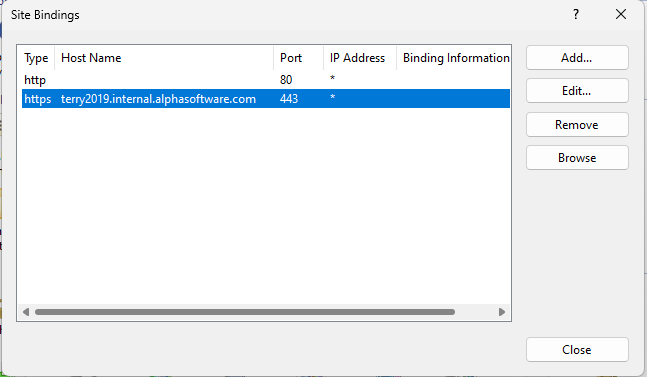 Site Bindings
?
Type Host Name Port IP Address Binding Information
http 80 *
https terry2019.internal.alphasoftware.com 443 *
Add...
Edit...
Remove
Browse
Close